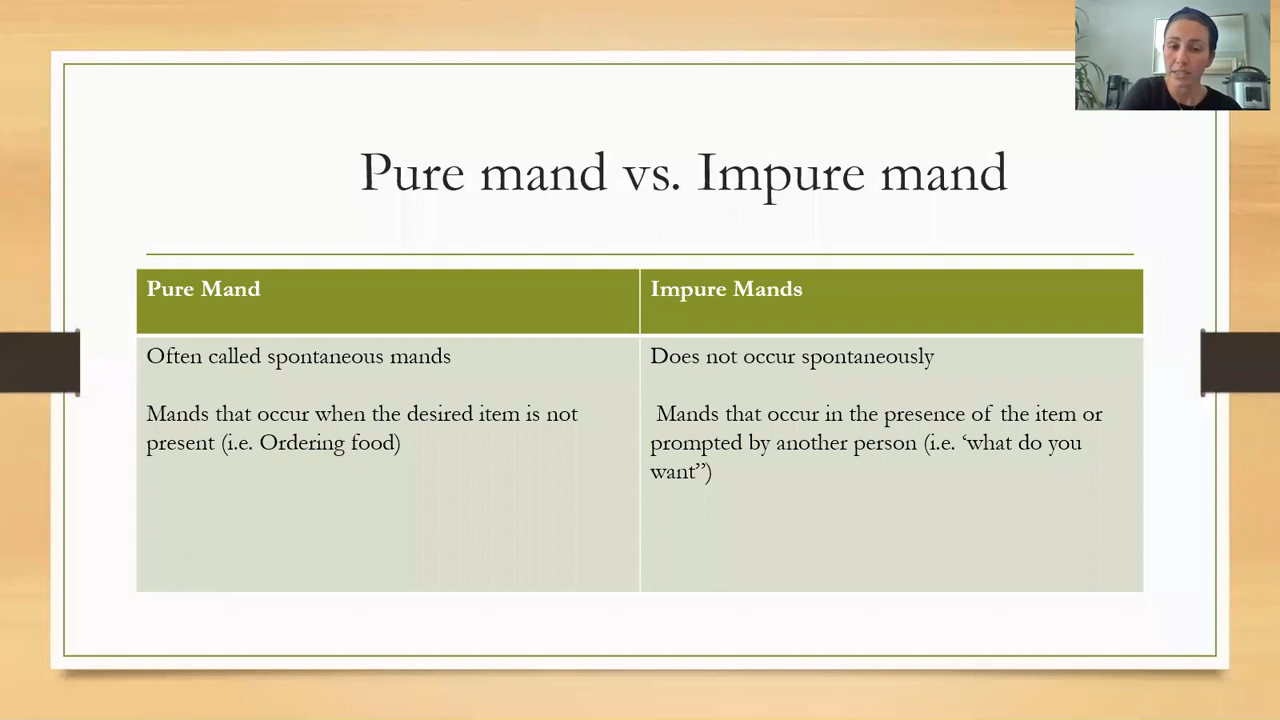 Pure mand vs. Impure mand
Pure Mand
Impure Mands
Often called spontaneous mands
Mands that occur when the desired item is not
present (i.e. Ordering food)
Does not occur spontaneously
Mands that occur in the presence of the item or
prompted by another person (i.e. ‘what do you
want”)